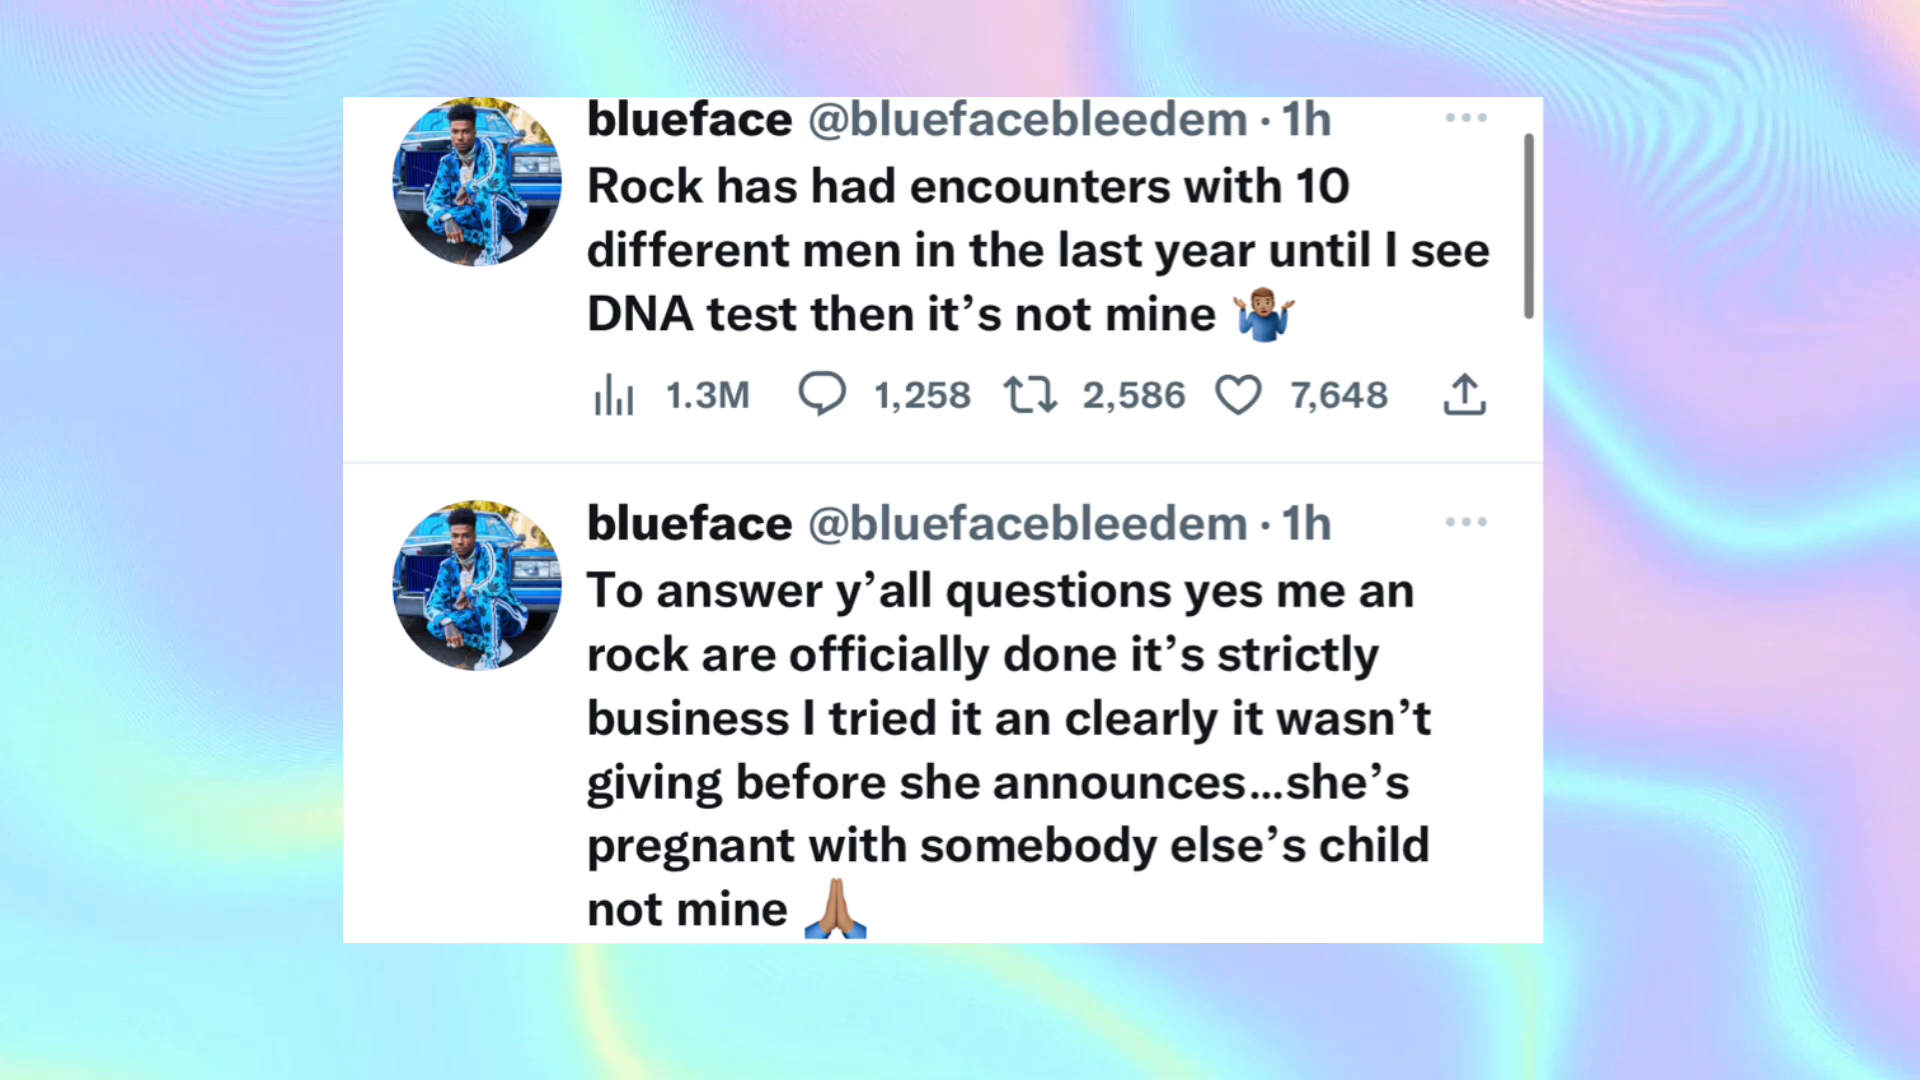 blueface @bluefacebleedem · 1h
Rock has had encounters with 10
different men in the last year until I see
DNA test then it’s not mine 🤷🏽‍♂️
1.3M 1,258 2,586 7,648
blueface @bluefacebleedem · 1h
To answer y’all questions yes me an
rock are officially done it’s strictly
business I tried it an clearly it wasn’t
giving before she announces...she’s
pregnant with somebody else’s child
not mine 🙏🏽